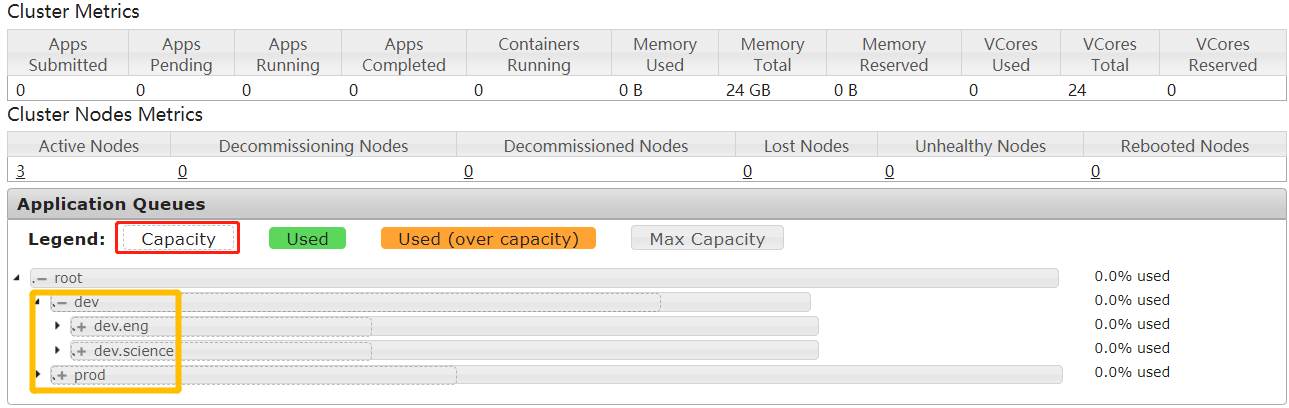 Cluster Metrics
Apps Submitted Apps Pending Apps Running Apps Completed Containers Running Memory Used Memory Total Memory Reserved VCores Used VCores Total VCores Reserved
0 0 0 0 0 0 B 24 GB 0 B 0 24 0
Cluster Nodes Metrics
Active Nodes Decommissioning Nodes Decommissioned Nodes Lost Nodes Unhealthy Nodes Rebooted Nodes
3 0 0 0 0 0
Application Queues
Legend: Capacity Used Used (over capacity) Max Capacity
root 0.0% used
dev 0.0% used
dev.eng 0.0% used
dev.science 0.0% used
prod 0.0% used